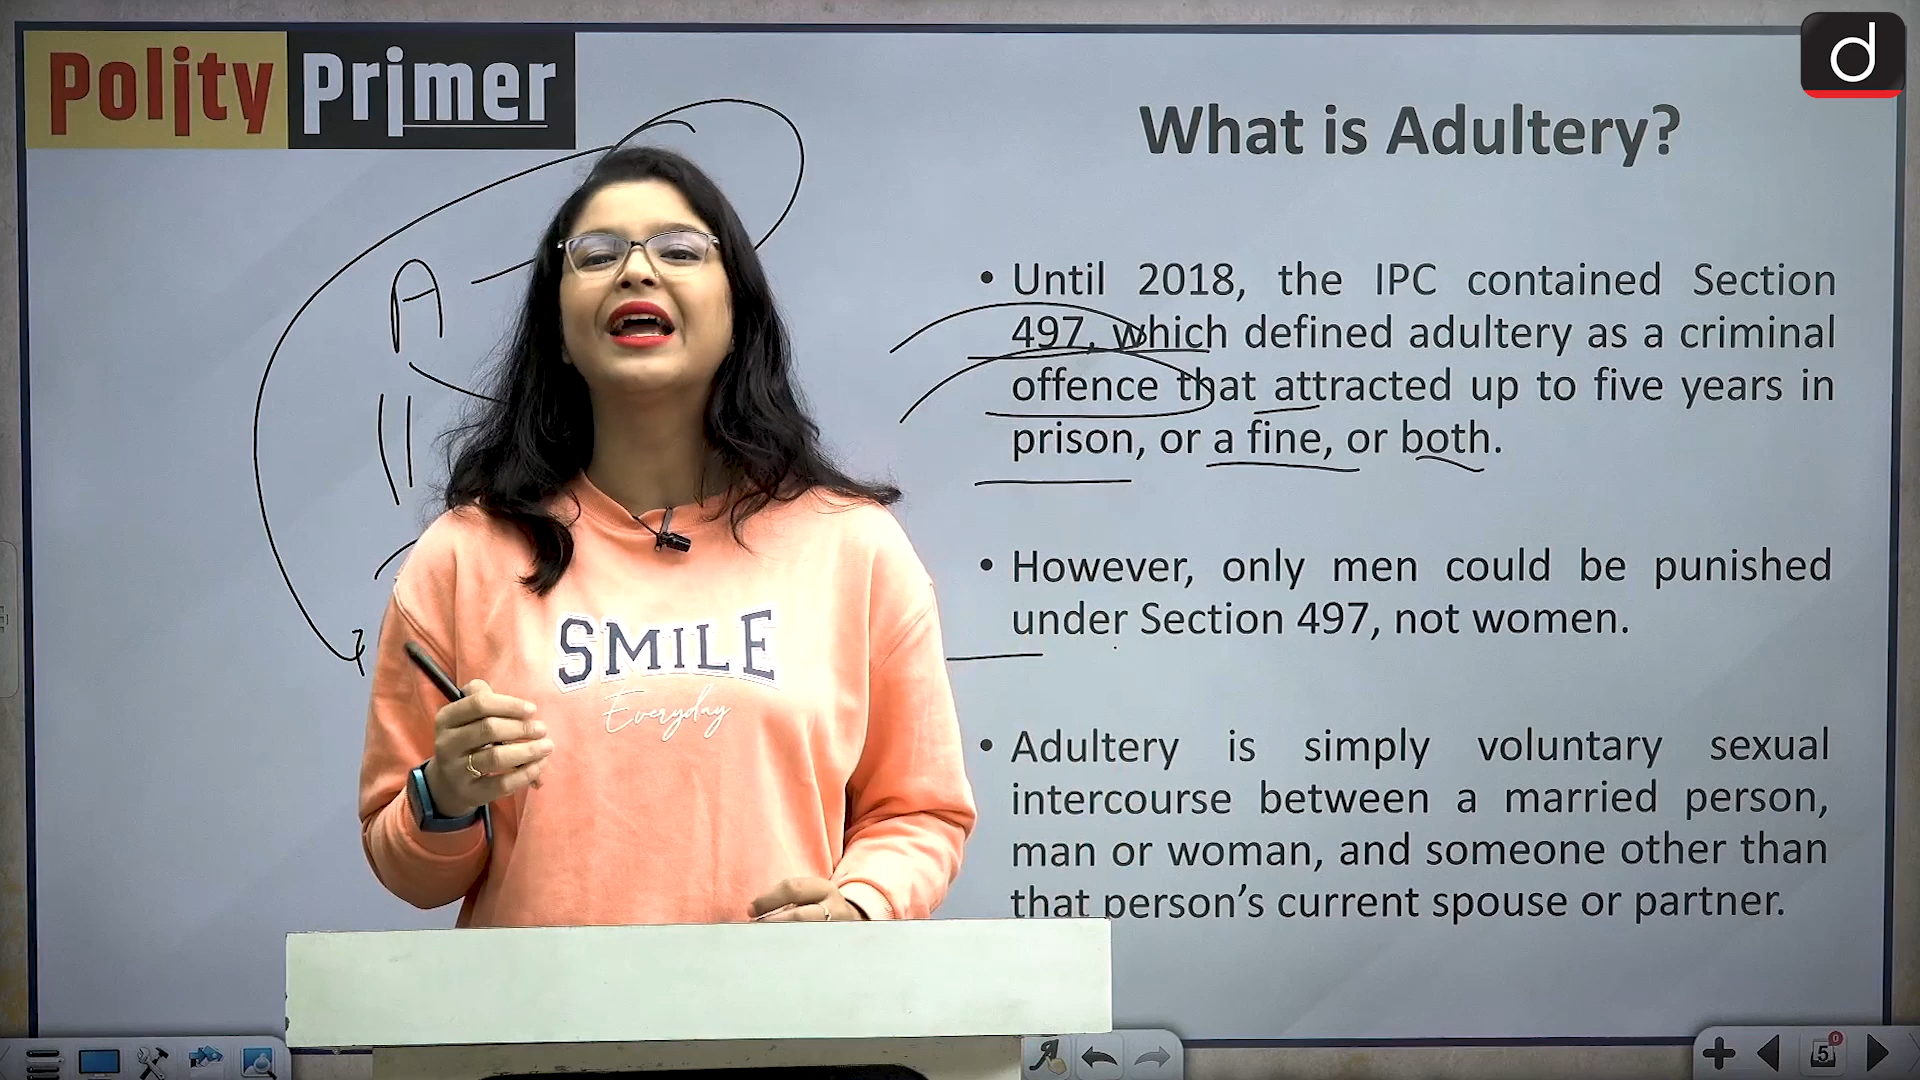 Polity Primer
d
What is Adultery?
• Until 2018, the IPC contained Section
497, which defined adultery as a criminal
offence that attracted up to five years in
prison, or a fine, or both.
• However, only men could be punished
under Section 497, not women.
• Adultery is simply voluntary sexual
intercourse between a married person,
man or woman, and someone other than
that person's current spouse or partner.
A
SMILE
Everyday
5
0